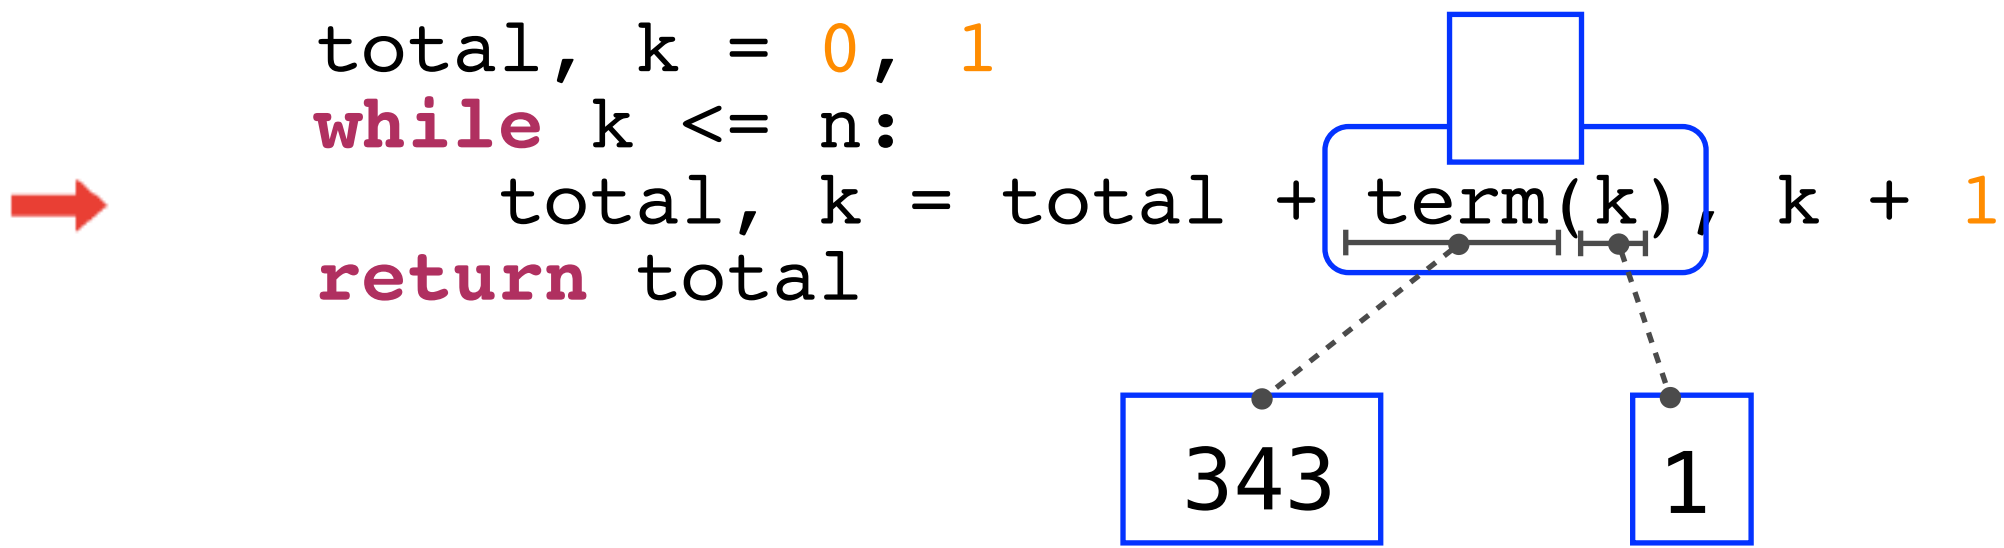 total, k = 0, 1
while k <= n:
total, k = total + term(k), k + 1
return total
343
1